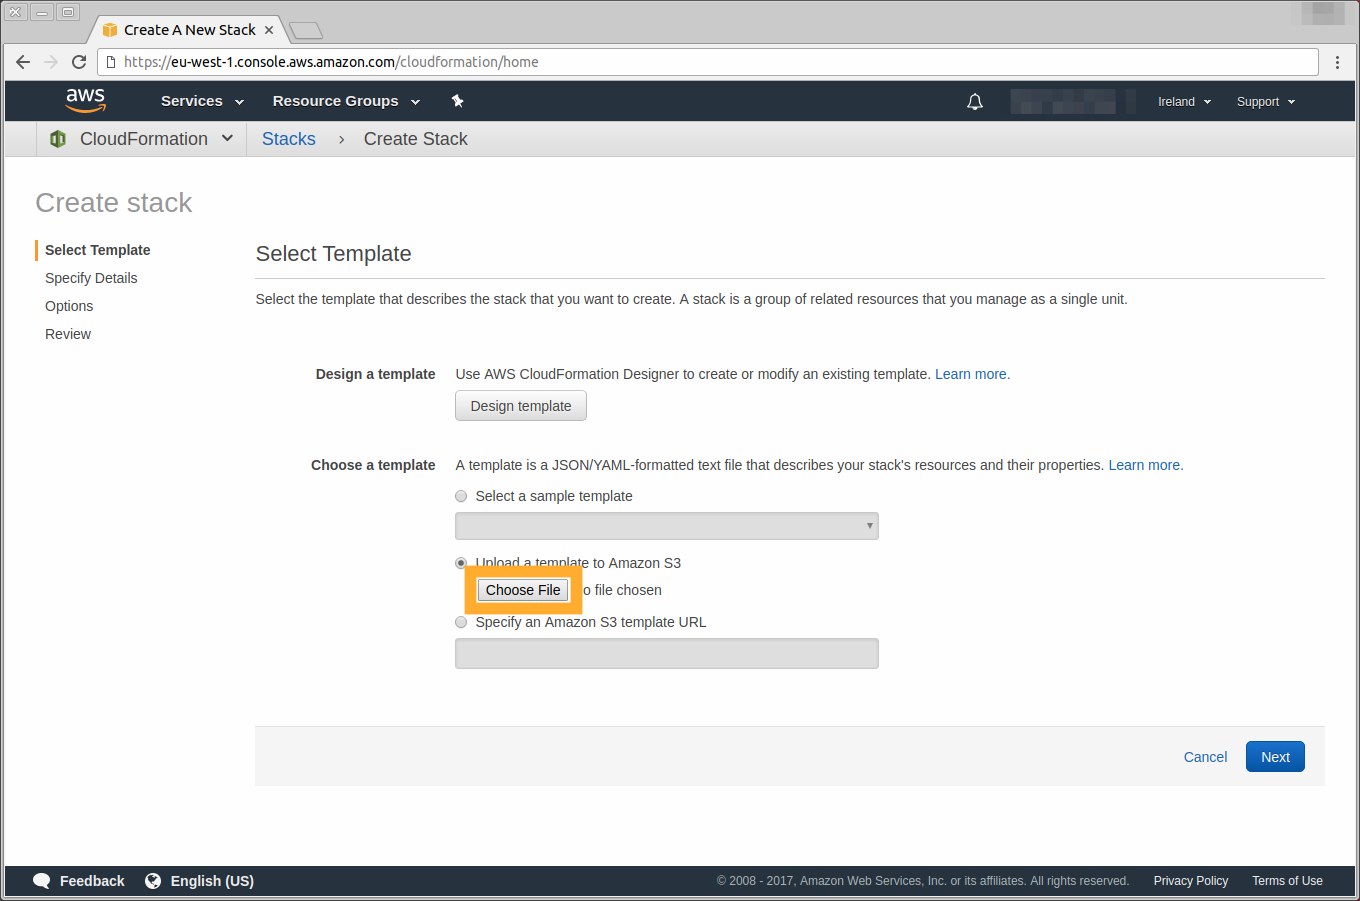 Create A New Stack
https://eu-west-1.console.aws.amazon.com/cloudformation/home
aws Services Resource Groups Ireland Support
CloudFormation Stacks › Create Stack
Create stack
Select Template
Specify Details
Options
Review
Select Template
Select the template that describes the stack that you want to create. A stack is a group of related resources that you manage as a single unit.
Design a template Use AWS CloudFormation Designer to create or modify an existing template. Learn more.
Design template
Choose a template A template is a JSON/YAML-formatted text file that describes your stack's resources and their properties. Learn more.
Select a sample template
Upload a template to Amazon S3
Choose File o file chosen
Specify an Amazon S3 template URL
Cancel Next
Feedback English (US) © 2008 - 2017, Amazon Web Services, Inc. or its affiliates. All rights reserved. Privacy Policy Terms of Use